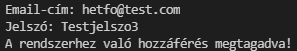 Email-cím: hetfo@test.com
Jelszó: Testjelszo3
A rendszerhez való hozzáférés megtagadva!